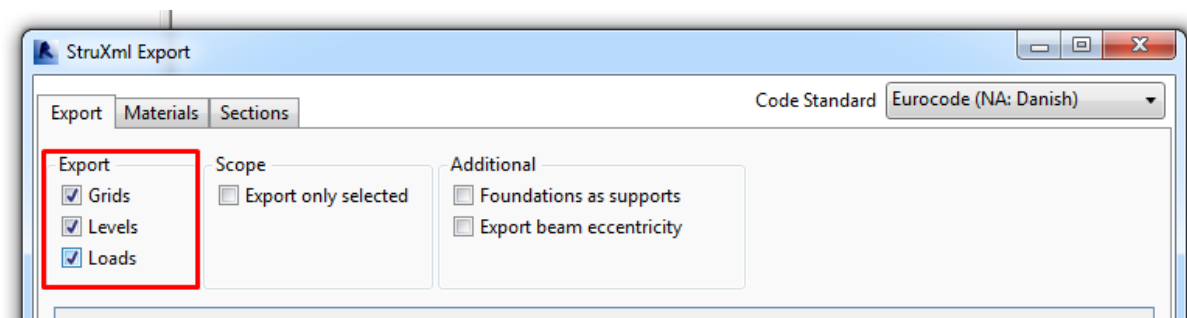 StruXml Export
Code Standard Eurocode (NA: Danish)
Export Materials Sections
Export Scope Additional
Grids Export only selected Foundations as supports
Levels Export beam eccentricity
Loads